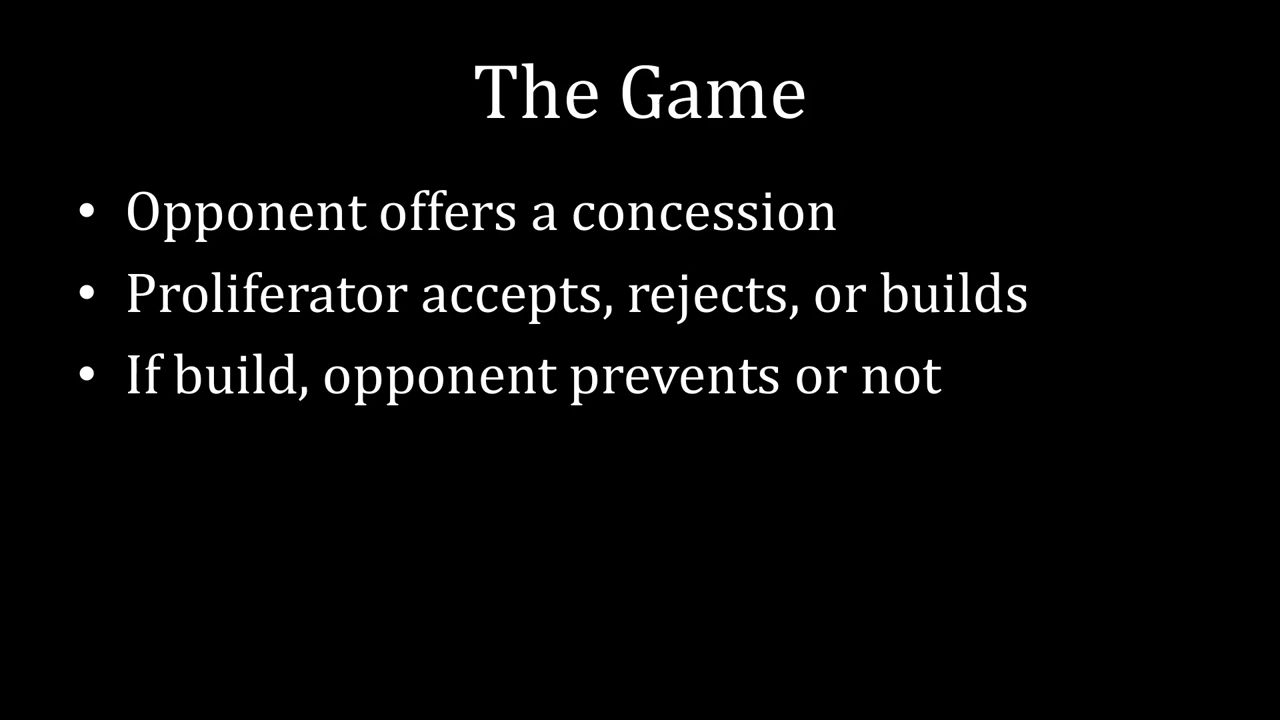 The Game
• Opponent offers a concession
• Proliferator accepts, rejects, or builds
• If build, opponent prevents or not